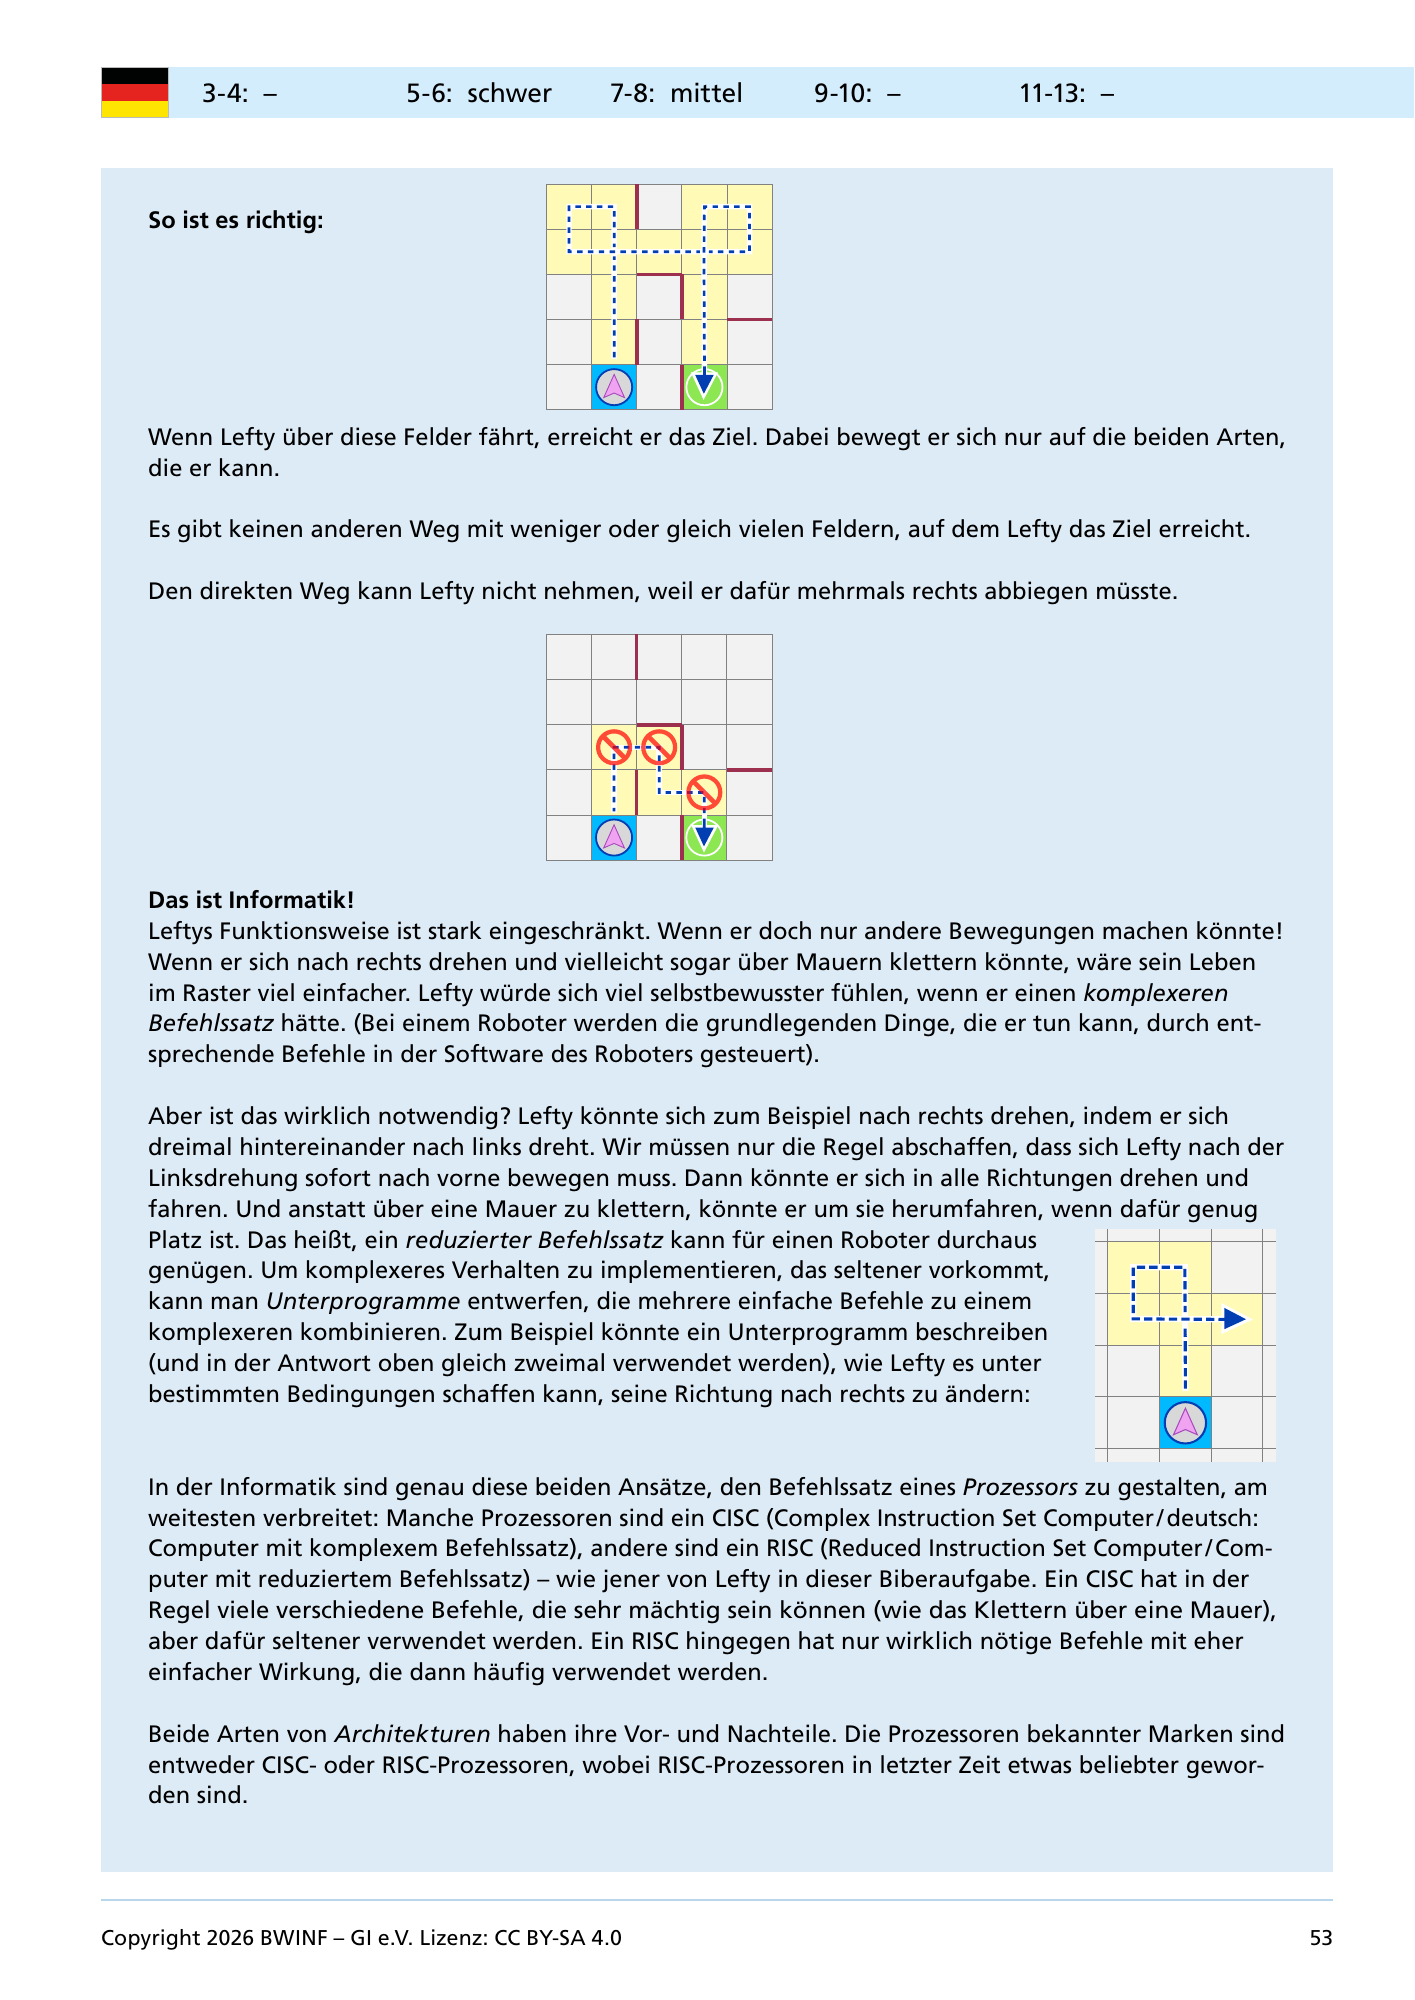 3-4: –
5-6: schwer
7-8: mittel
9-10: –
11-13: –
So ist es richtig:
Wenn Lefty über diese Felder fährt, erreicht er das Ziel. Dabei bewegt er sich nur auf die beiden Arten,
die er kann.
Es gibt keinen anderen Weg mit weniger oder gleich vielen Feldern, auf dem Lefty das Ziel erreicht.
Den direkten Weg kann Lefty nicht nehmen, weil er dafür mehrmals rechts abbiegen müsste.
Das ist Informatik!
Leftys Funktionsweise ist stark eingeschränkt. Wenn er doch nur andere Bewegungen machen könnte!
Wenn er sich nach rechts drehen und vielleicht sogar über Mauern klettern könnte, wäre sein Leben
im Raster viel einfacher. Lefty würde sich viel selbstbewusster fühlen, wenn er einen komplexeren
Befehlssatz hätte. (Bei einem Roboter werden die grundlegenden Dinge, die er tun kann, durch ent-
sprechende Befehle in der Software des Roboters gesteuert).
Aber ist das wirklich notwendig? Lefty könnte sich zum Beispiel nach rechts drehen, indem er sich
dreimal hintereinander nach links dreht. Wir müssen nur die Regel abschaffen, dass sich Lefty nach der
Linksdrehung sofort nach vorne bewegen muss. Dann könnte er sich in alle Richtungen drehen und
fahren. Und anstatt über eine Mauer zu klettern, könnte er um sie herumfahren, wenn dafür genug
Platz ist. Das heißt, ein reduzierter Befehlssatz kann für einen Roboter durchaus
genügen. Um komplexeres Verhalten zu implementieren, das seltener vorkommt,
kann man Unterprogramme entwerfen, die mehrere einfache Befehle zu einem
komplexeren kombinieren. Zum Beispiel könnte ein Unterprogramm beschreiben
(und in der Antwort oben gleich zweimal verwendet werden), wie Lefty es unter
bestimmten Bedingungen schaffen kann, seine Richtung nach rechts zu ändern:
In der Informatik sind genau diese beiden Ansätze, den Befehlssatz eines Prozessors zu gestalten, am
weitesten verbreitet: Manche Prozessoren sind ein CISC (Complex Instruction Set Computer/deutsch:
Computer mit komplexem Befehlssatz), andere sind ein RISC (Reduced Instruction Set Computer/Com-
puter mit reduziertem Befehlssatz) – wie jener von Lefty in dieser Biberaufgabe. Ein CISC hat in der
Regel viele verschiedene Befehle, die sehr mächtig sein können (wie das Klettern über eine Mauer),
aber dafür seltener verwendet werden. Ein RISC hingegen hat nur wirklich nötige Befehle mit eher
einfacher Wirkung, die dann häufig verwendet werden.
Beide Arten von Architekturen haben ihre Vor- und Nachteile. Die Prozessoren bekannter Marken sind
entweder CISC- oder RISC-Prozessoren, wobei RISC-Prozessoren in letzter Zeit etwas beliebter gewor-
den sind.
Copyright 2026 BWINF – GI e.V. Lizenz: CC BY-SA 4.0
53